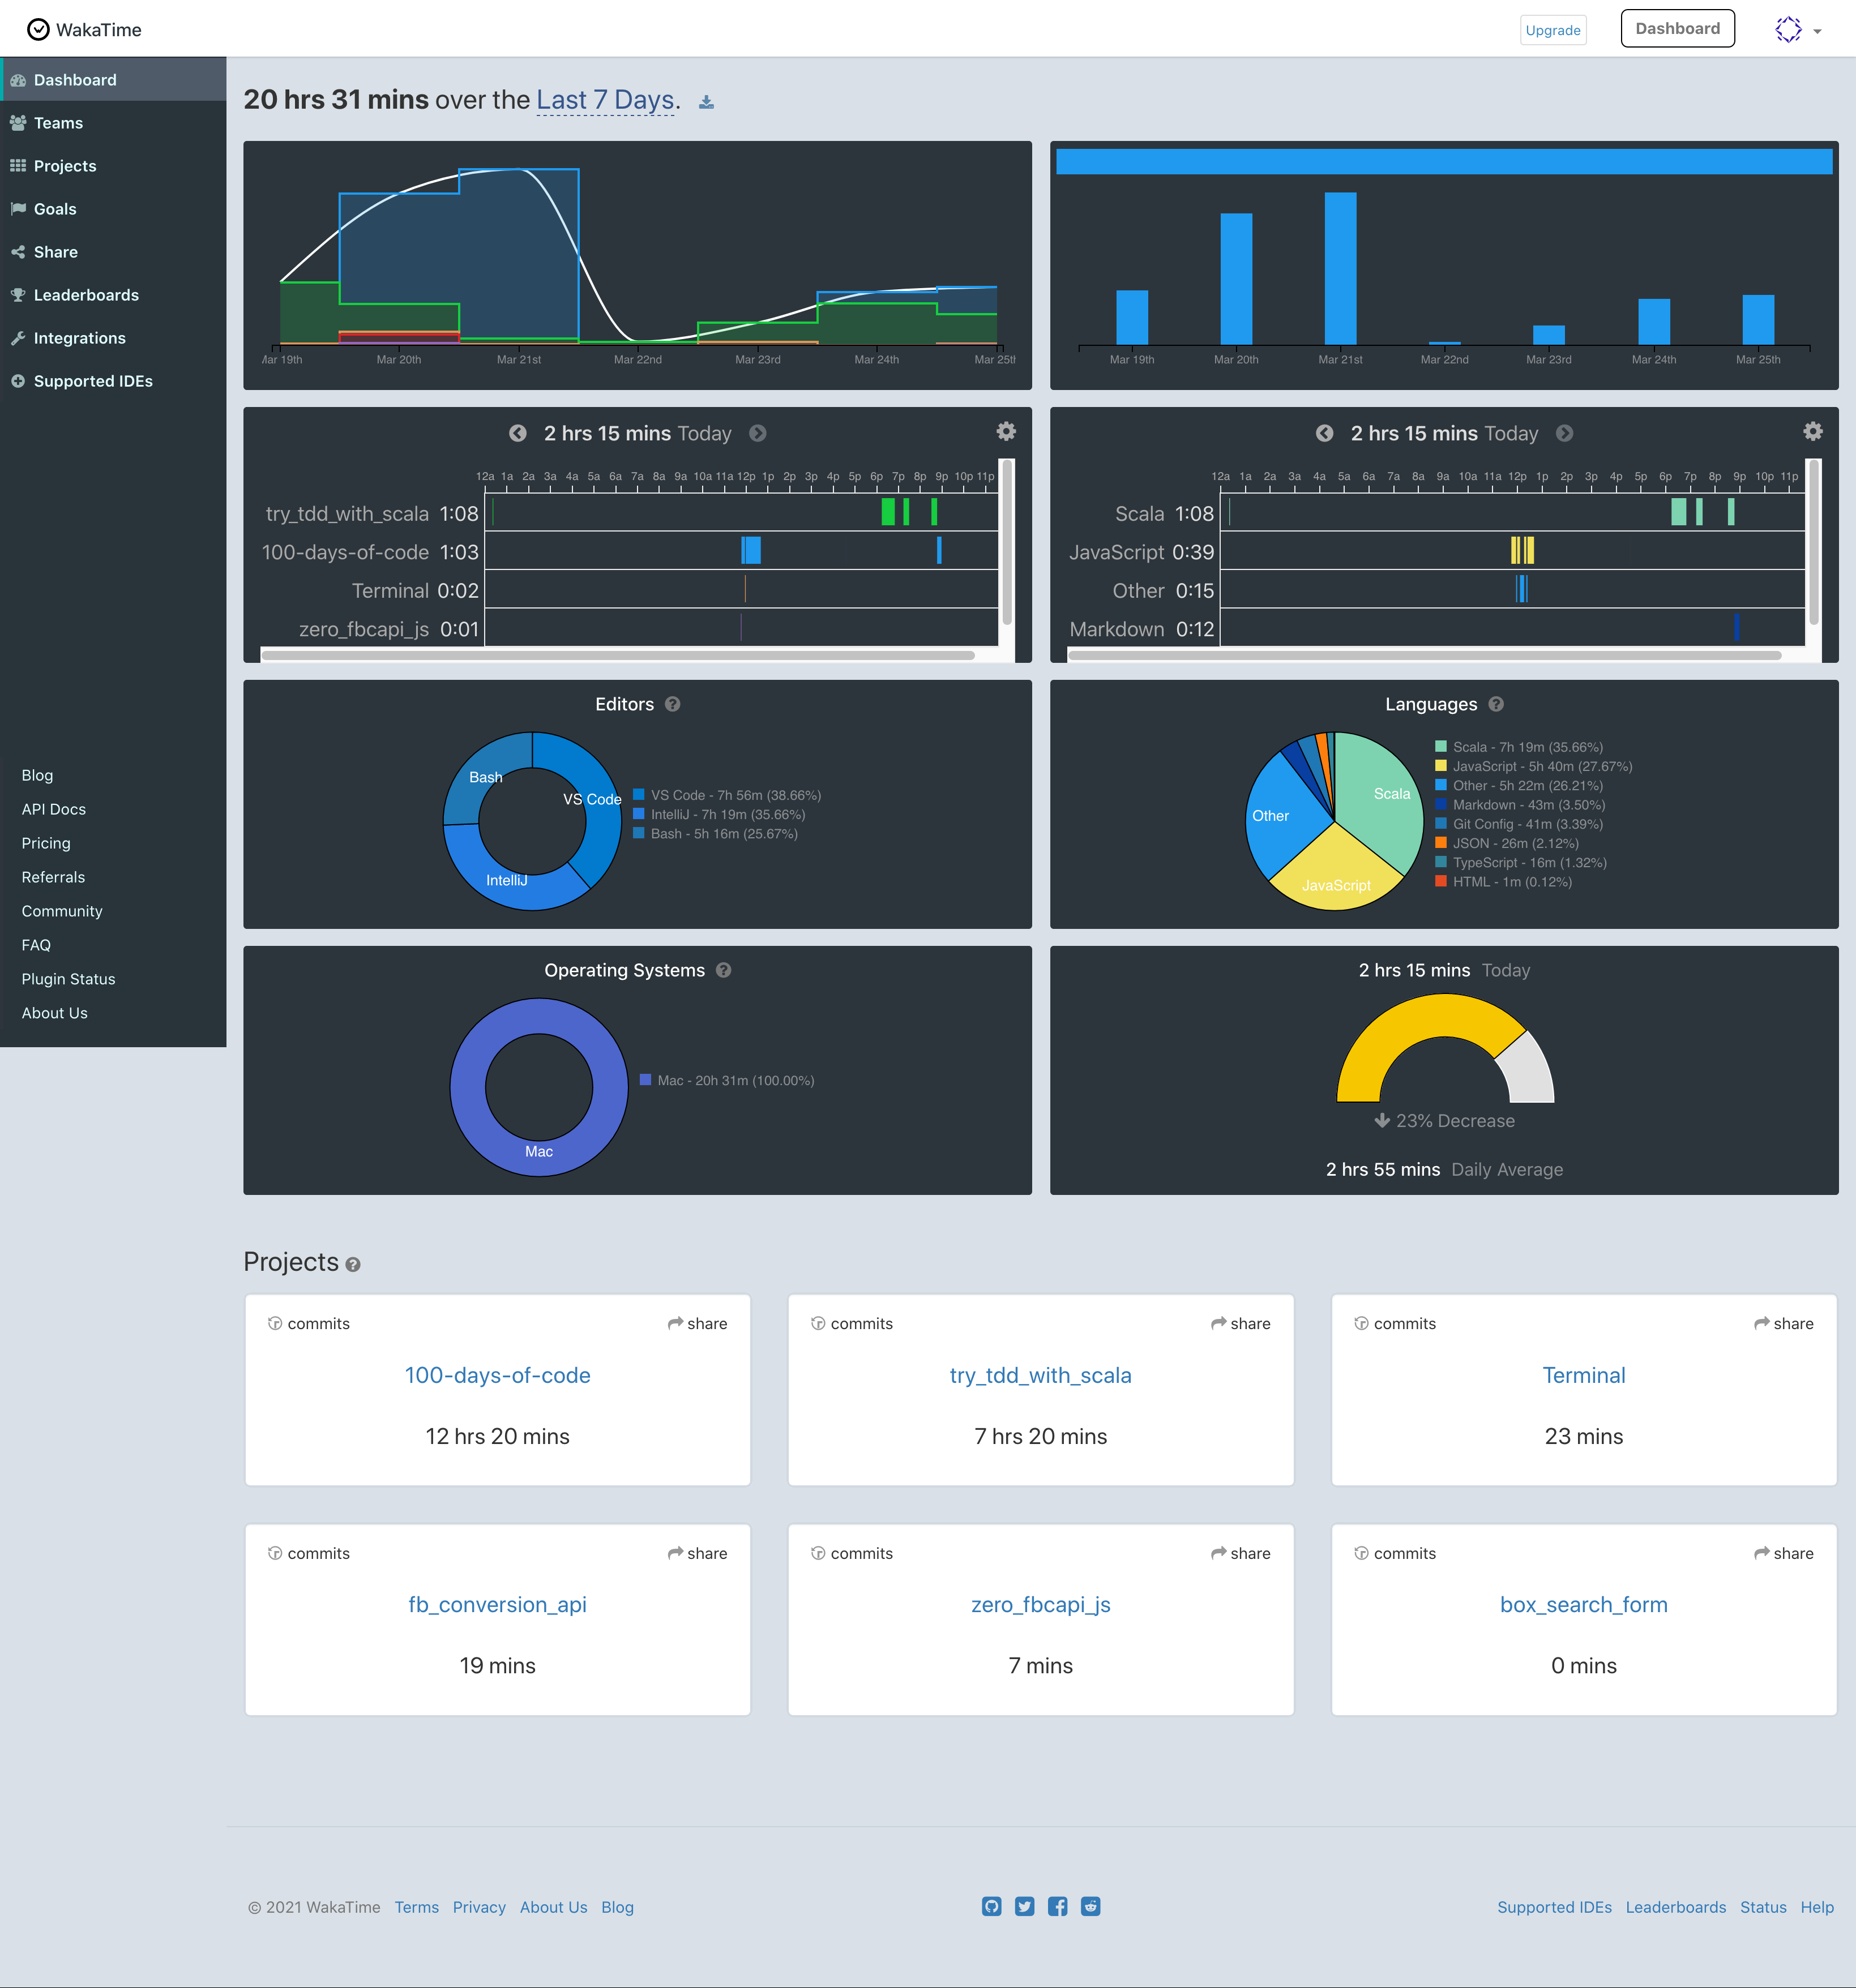 WakaTime
Upgrade
Dashboard
Dashboard
Teams
Projects
Goals
Share
Leaderboards
Integrations
Supported IDEs
Blog
API Docs
Pricing
Referrals
Community
FAQ
Plugin Status
About Us
20 hrs 31 mins over the Last 7 Days.
Mar 19th Mar 20th Mar 21st Mar 22nd Mar 23rd Mar 24th Mar 25th
Mar 19th Mar 20th Mar 21st Mar 22nd Mar 23rd Mar 24th Mar 25th
2 hrs 15 mins Today
12a 1a 2a 3a 4a 5a 6a 7a 8a 9a 10a 11a 12p 1p 2p 3p 4p 5p 6p 7p 8p 9p 10p 11p
try_tdd_with_scala 1:08
100-days-of-code 1:03
Terminal 0:02
zero_fbcapi_js 0:01
2 hrs 15 mins Today
12a 1a 2a 3a 4a 5a 6a 7a 8a 9a 10a 11a 12p 1p 2p 3p 4p 5p 6p 7p 8p 9p 10p 11p
Scala 1:08
JavaScript 0:39
Other 0:15
Markdown 0:12
Editors
Bash
VS Code
IntelliJ
VS Code - 7h 56m (38.66%)
IntelliJ - 7h 19m (35.66%)
Bash - 5h 16m (25.67%)
Languages
Scala
Other
JavaScript
Scala - 7h 19m (35.66%)
JavaScript - 5h 40m (27.67%)
Other - 5h 22m (26.21%)
Markdown - 43m (3.50%)
Git Config - 41m (3.39%)
JSON - 26m (2.12%)
TypeScript - 16m (1.32%)
HTML - 1m (0.12%)
Operating Systems
Mac
Mac - 20h 31m (100.00%)
2 hrs 15 mins Today
23% Decrease
2 hrs 55 mins Daily Average
Projects
commits share
100-days-of-code
12 hrs 20 mins
commits share
try_tdd_with_scala
7 hrs 20 mins
commits share
Terminal
23 mins
commits share
fb_conversion_api
19 mins
commits share
zero_fbcapi_js
7 mins
commits share
box_search_form
0 mins
© 2021 WakaTime Terms Privacy About Us Blog
Supported IDEs Leaderboards Status Help